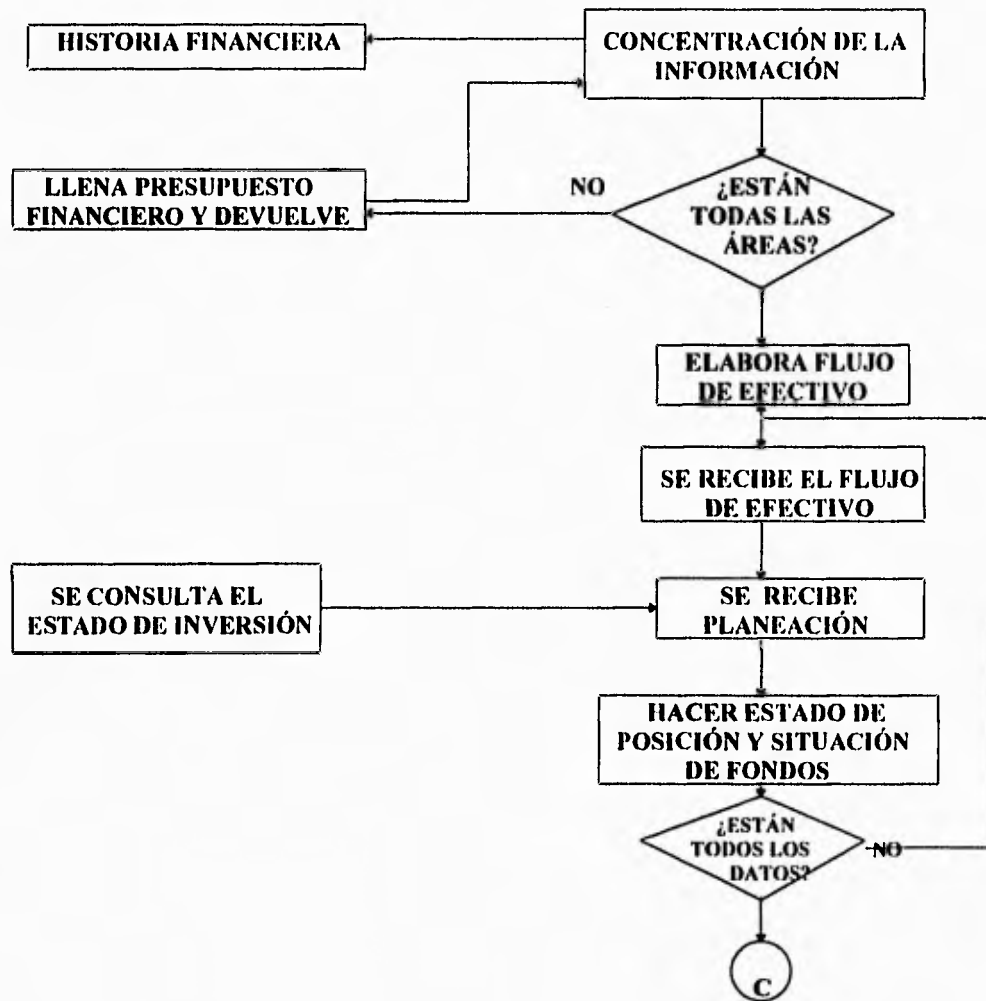 HISTORIA FINANCIERA
CONCENTRACIÓN DE LA
INFORMACIÓN
LLENA PRESUPUESTO
FINANCIERO Y DEVUELVE
NO
¿ESTÁN
TODAS LAS
ÁREAS?
ELABORA FLUJO
DE EFECTIVO
SE RECIBE EL FLUJO
DE EFECTIVO
SE CONSULTA EL
ESTADO DE INVERSIÓN
SE RECIBE
PLANEACIÓN
HACER ESTADO DE
POSICIÓN Y SITUACIÓN
DE FONDOS
¿ESTÁN
TODOS LOS
DATOS?
NO
C